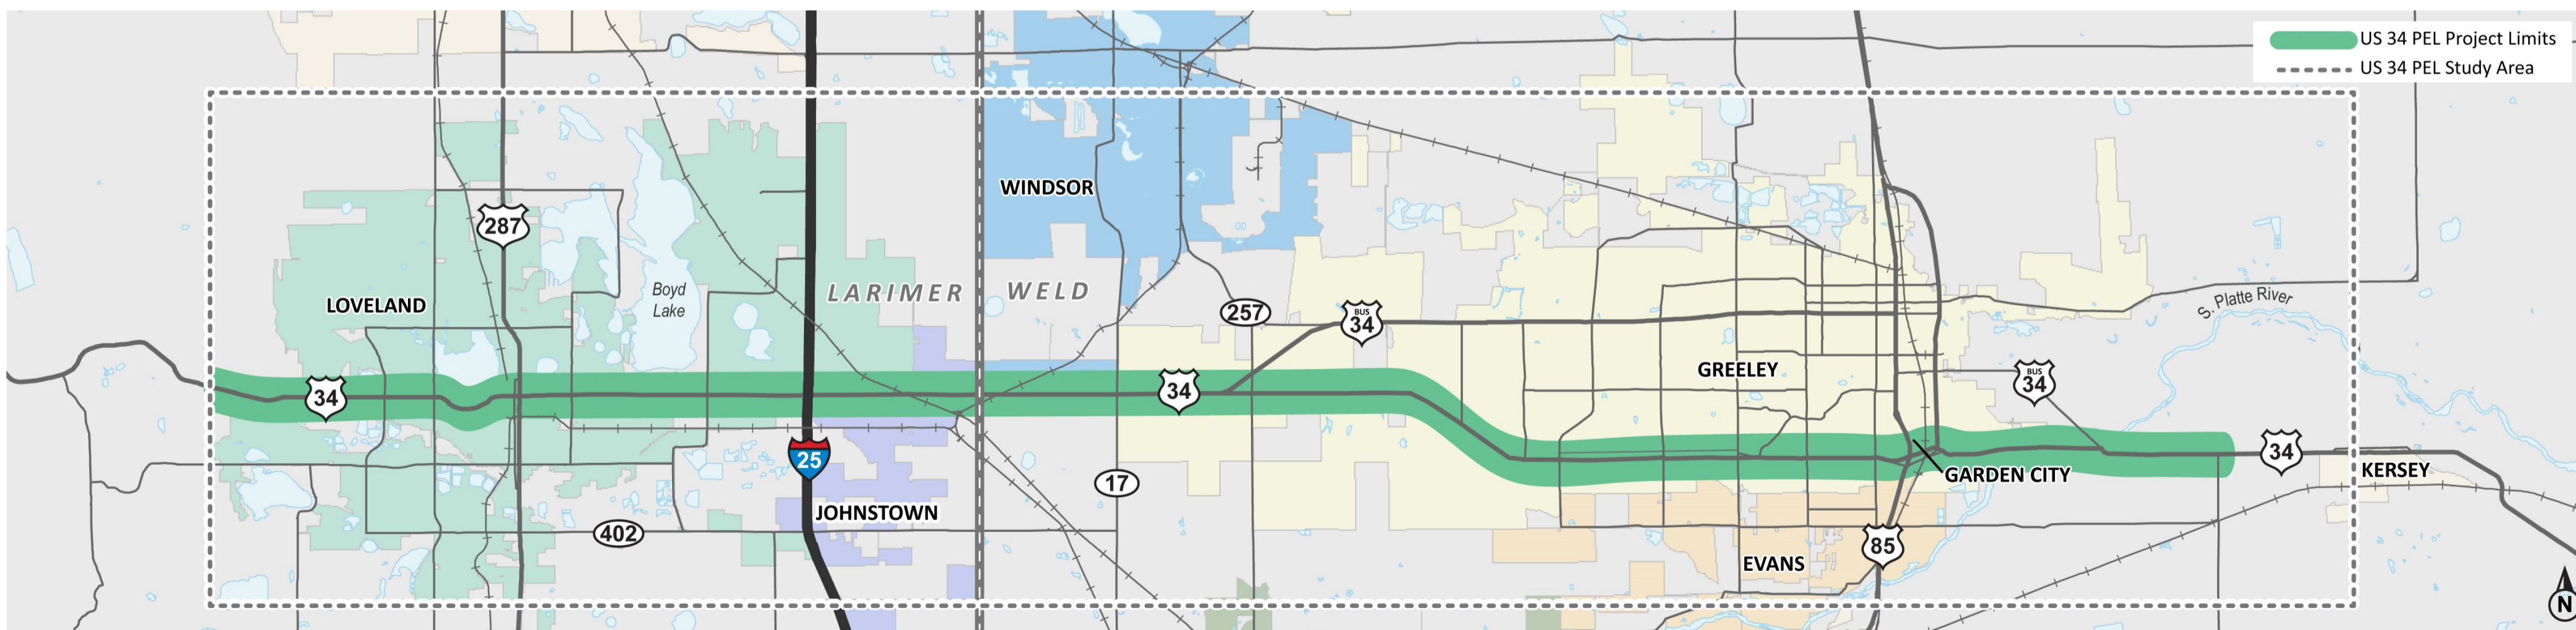 US 34 PEL Project Limits
US 34 PEL Study Area
WINDSOR
287
LOVELAND
Boyd
Lake
LARIMER
WELD
257
BUS
34
S. Platte River
GREELEY
BUS
34
34
34
34
KERSEY
25
GARDEN CITY
17
JOHNSTOWN
402
85
EVANS
N